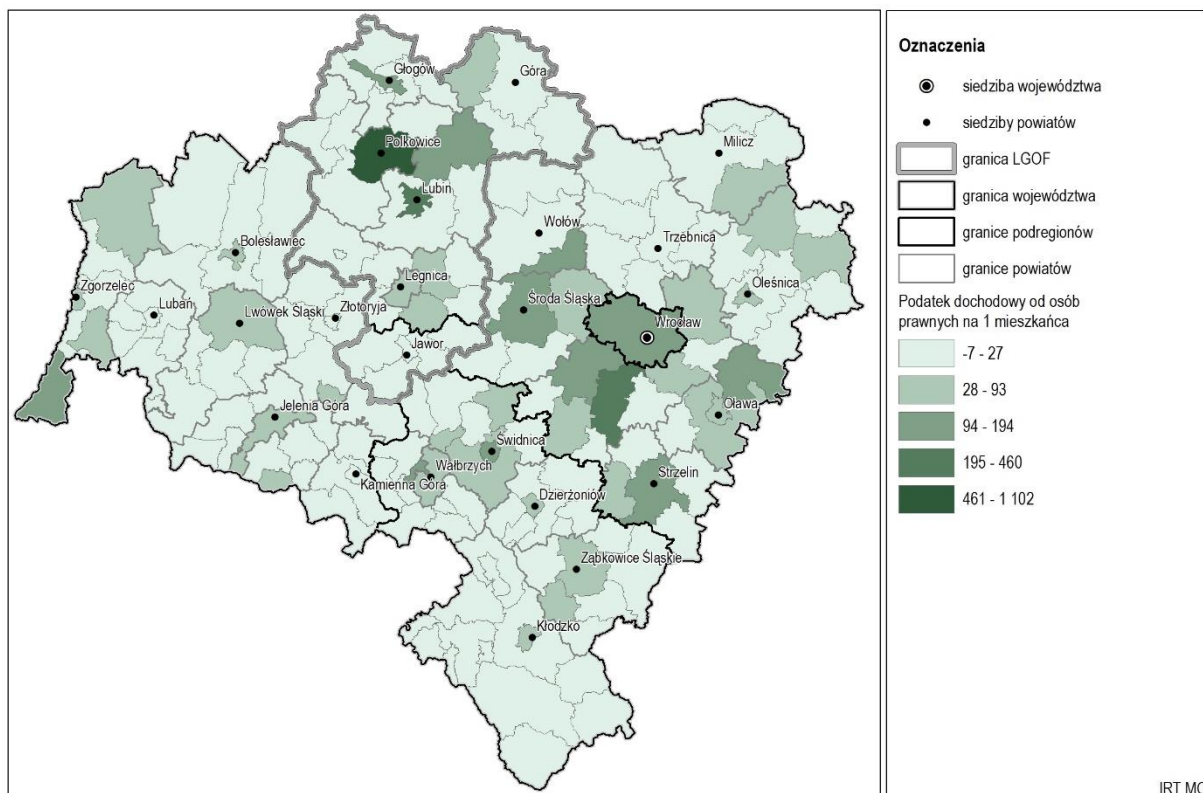 Głogów
Góra
Polkowice
Milicz
Lubin
Wołów
Trzebnica
Bolesławiec
Legnica
Oleśnica
Zgorzelec
Środa Śląska
Lubań
Lwówek Śląski
Złotoryja
Wrocław
Jawor
Jelenia Góra
Oława
Świdnica
Wałbrzych
Strzelin
Kamienna Góra
Dzierżoniów
Ząbkowice Śląskie
Kłodzko
Oznaczenia
siedziba województwa
siedziby powiatów
granica LGOF
granica województwa
granice podregionów
granice powiatów
Podatek dochodowy od osób
prawnych na 1 mieszkańca
-7 - 27
28 - 93
94 - 194
195 - 460
461 - 1 102